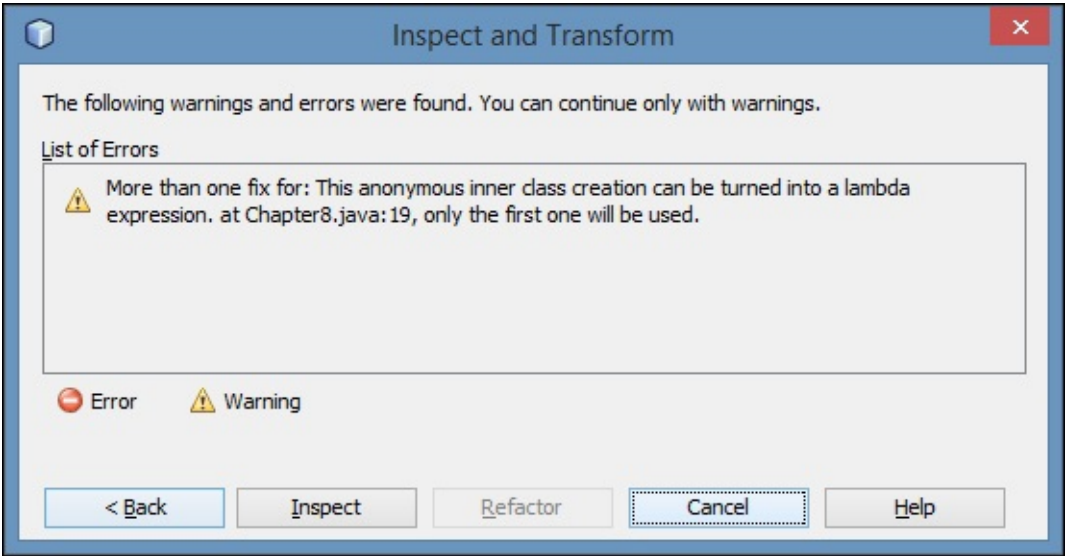 Inspect and Transform
The following warnings and errors were found. You can continue only with warnings.
List of Errors
More than one fix for: This anonymous inner class creation can be turned into a lambda
expression. at Chapter8.java:19, only the first one will be used.
Error Warning
< Back Inspect Refactor Cancel Help